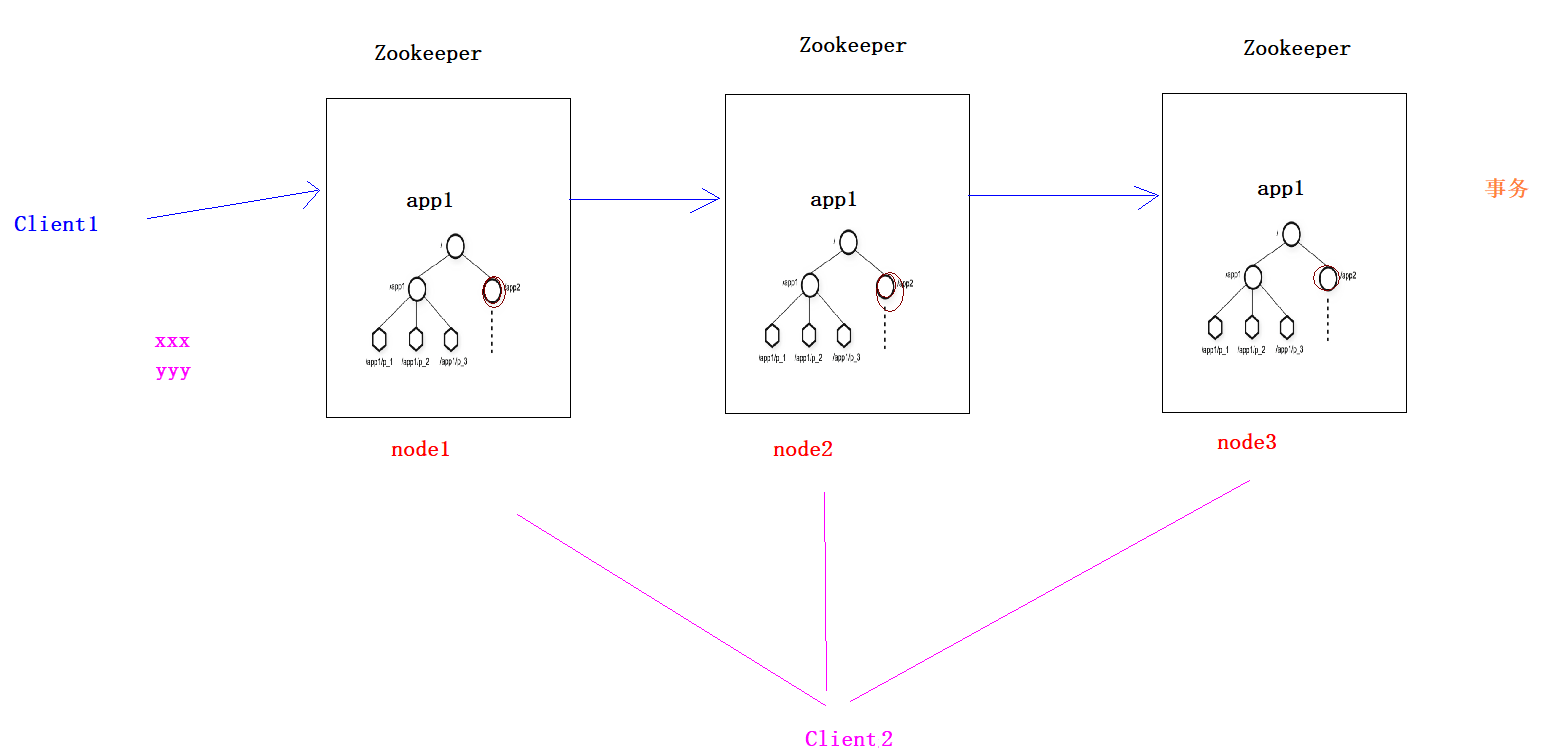 Zookeeper
Zookeeper
Zookeeper
Client1
xxx
yyy
app1
/
/app1
/app2
/app1/p_1
/app1/p_2
/app1/p_3
node1
app1
/
/app1
/app2
/app1/p_1
/app1/p_2
/app1/p_3
node2
app1
/
/app1
/app2
/app1/p_1
/app1/p_2
/app1/p_3
node3
事务
Client2